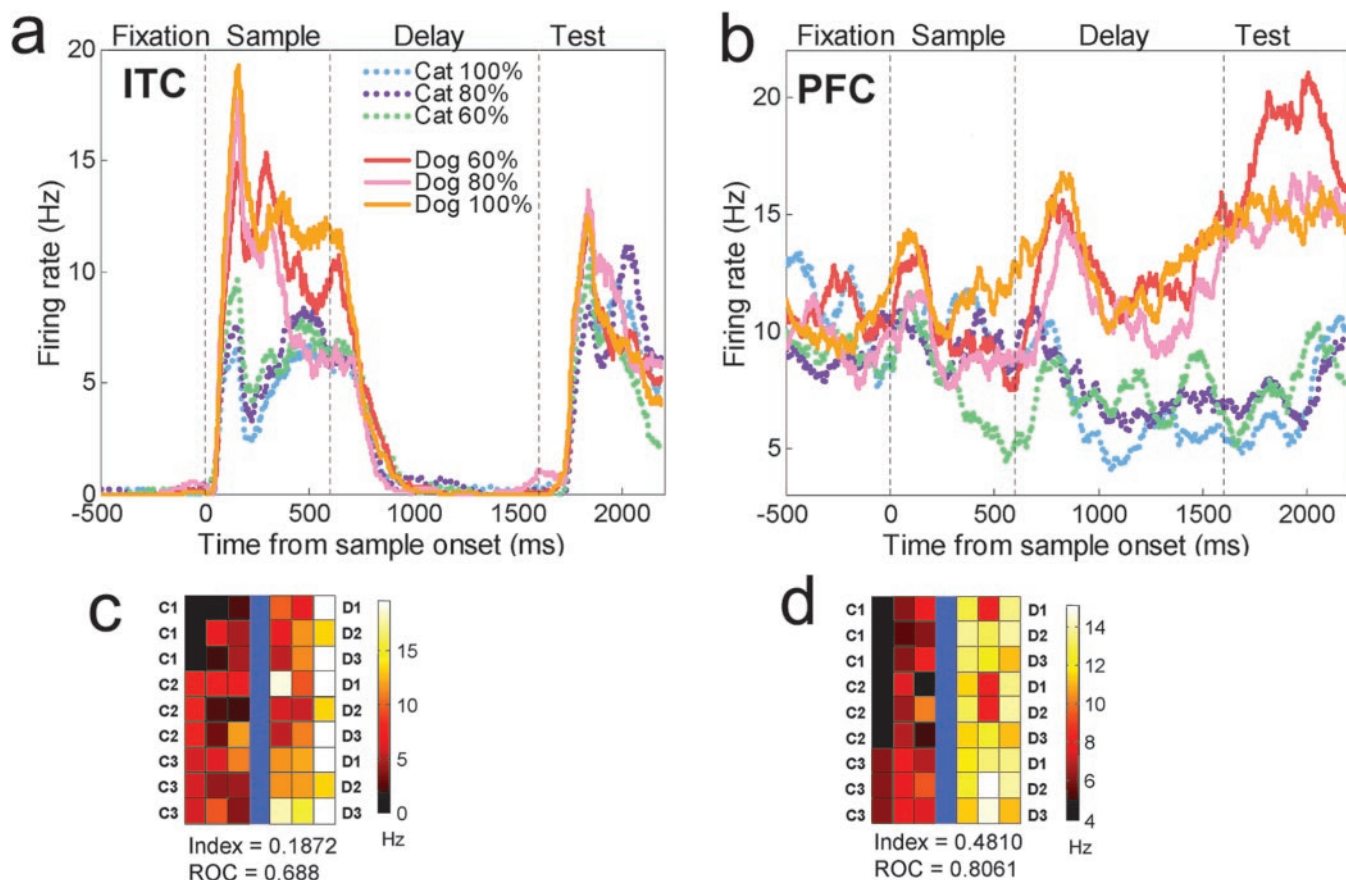 a
Fixation Sample Delay Test
20
15
10
5
0
Firing rate (Hz)
ITC
Cat 100%
Cat 80%
Cat 60%
Dog 60%
Dog 80%
Dog 100%
-500 0 500 1000 1500 2000
Time from sample onset (ms)
b
Fixation Sample Delay Test
20
15
10
5
Firing rate (Hz)
PFC
-500 0 500 1000 1500 2000
Time from sample onset (ms)
c
C1 D1
C1 D2
C1 D3
C2 D1
C2 D2
C2 D3
C3 D1
C3 D2
C3 D3
15
10
5
0
Hz
Index = 0.1872
ROC = 0.688
d
C1 D1
C1 D2
C1 D3
C2 D1
C2 D2
C2 D3
C3 D1
C3 D2
C3 D3
14
12
10
8
6
4
Hz
Index = 0.4810
ROC = 0.8061